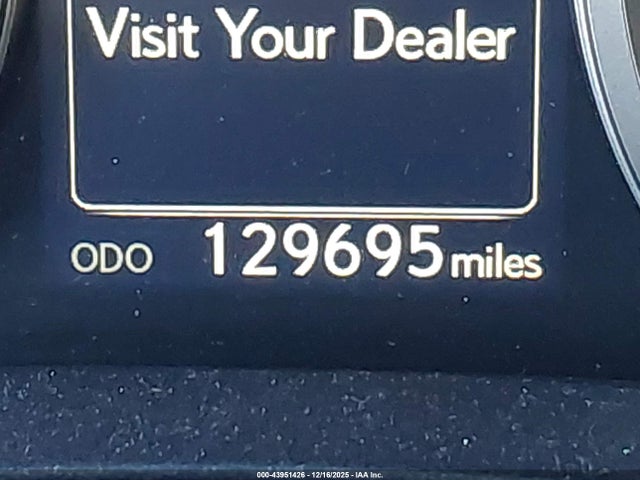 Visit Your Dealer
ODO 129695 miles
000-43951426 - 12/16/2025 - IAA Inc.